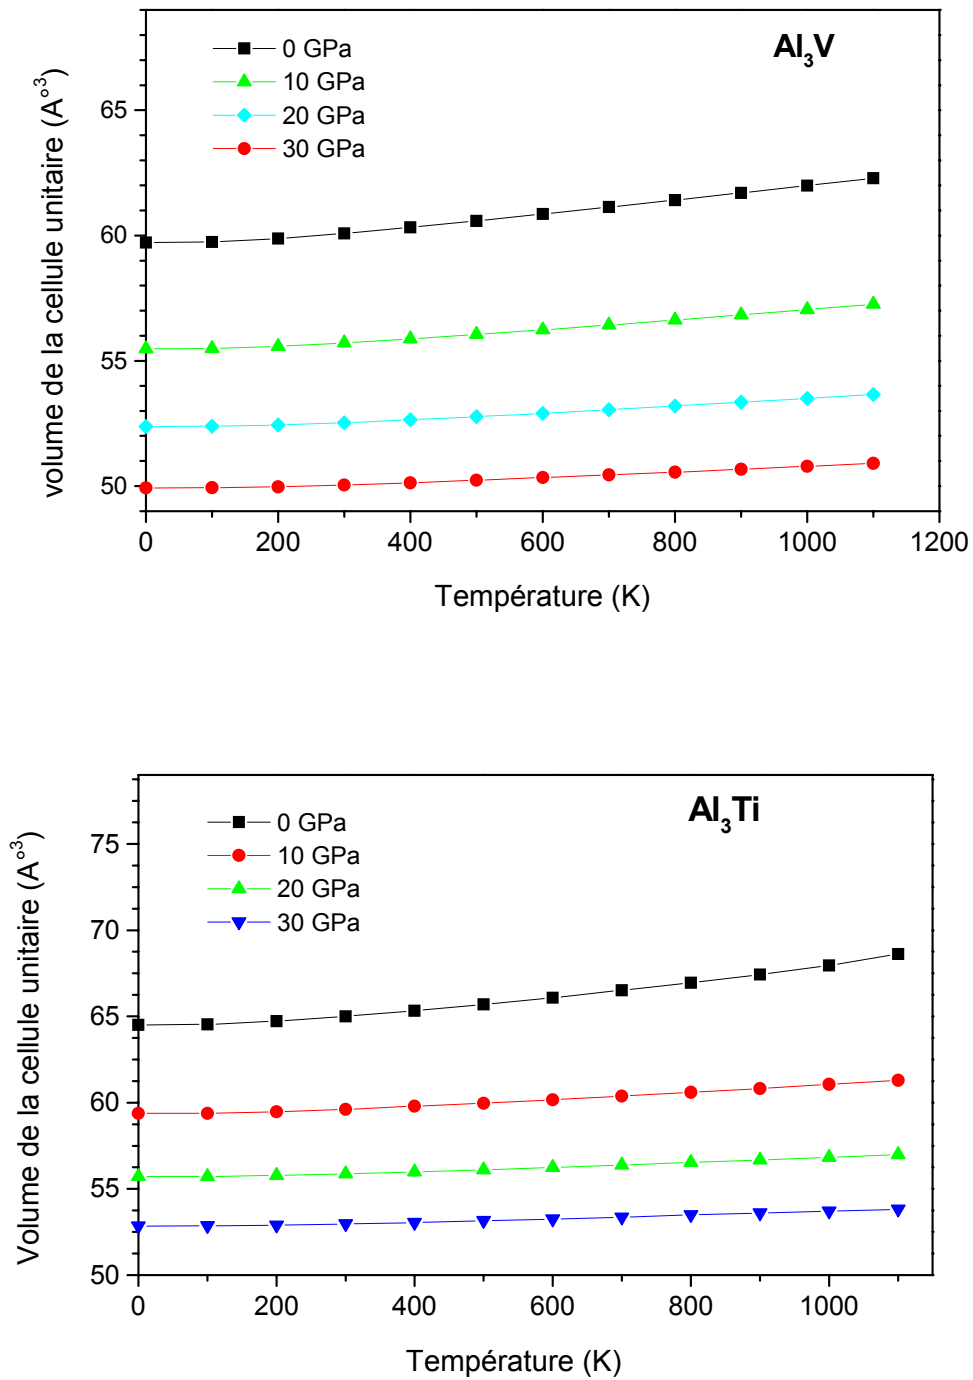 Al3V
0 GPa
10 GPa
20 GPa
30 GPa
volume de la cellule unitaire (A°³)
65
60
55
50
0 200 400 600 800 1000 1200
Température (K)
Al3Ti
0 GPa
10 GPa
20 GPa
30 GPa
Volume de la cellule unitaire (A°³)
75
70
65
60
55
50
0 200 400 600 800 1000
Température (K)